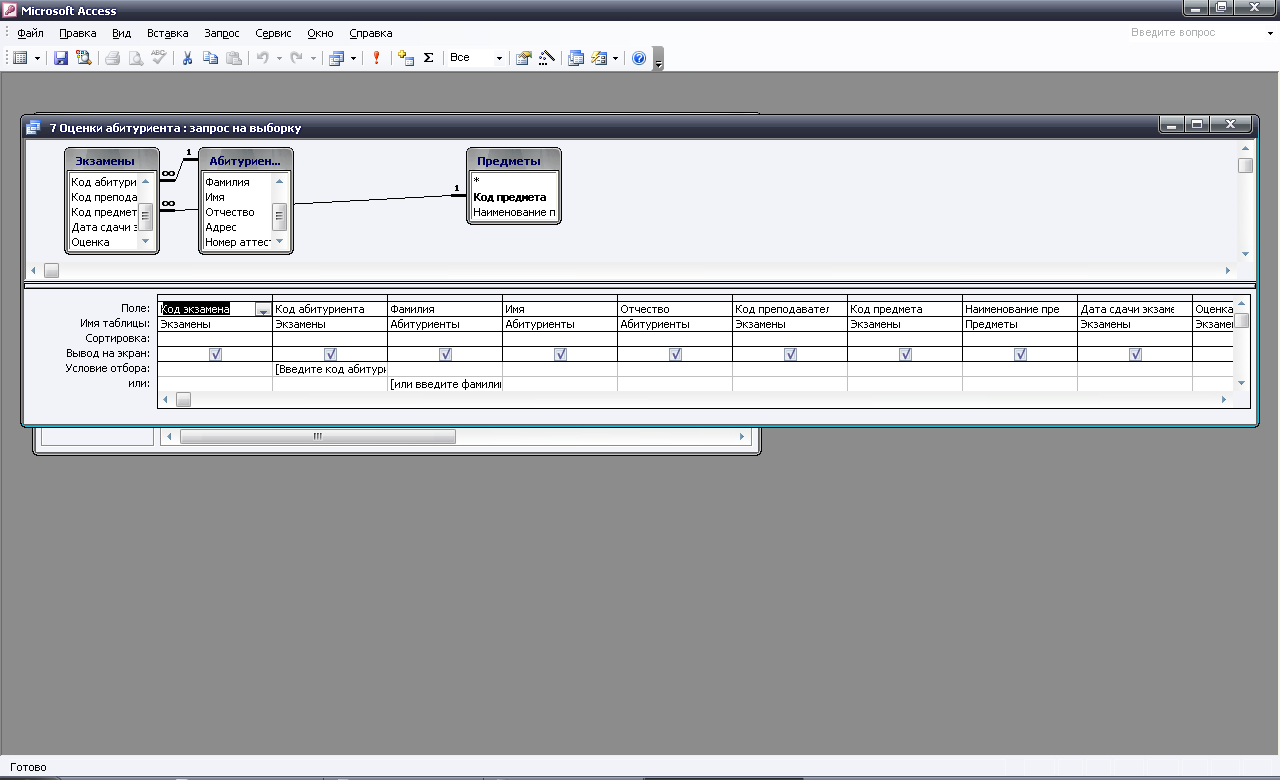 Microsoft Access
Файл Правка Вид Вставка Запрос Сервис Окно Справка Введите вопрос
Все
7 Оценки абитуриента : запрос на выборку
Экзамены
Код абитури
Код препода
Код предмет
Дата сдачи э
Оценка
1
∞
∞
Абитуриен...
Фамилия
Имя
Отчество
Адрес
Номер аттест
1
Предметы
*
Код предмета
Наименование п
Поле: Код экзамена Код абитуриента Фамилия Имя Отчество Код преподавател Код предмета Наименование пре Дата сдачи экзаме Оценка
Имя таблицы: Экзамены Экзамены Абитуриенты Абитуриенты Абитуриенты Экзамены Экзамены Предметы Экзамены Экзамен
Сортировка:
Вывод на экран:
Условие отбора: [Введите код абитури
или: [или введите фамилин
Готово